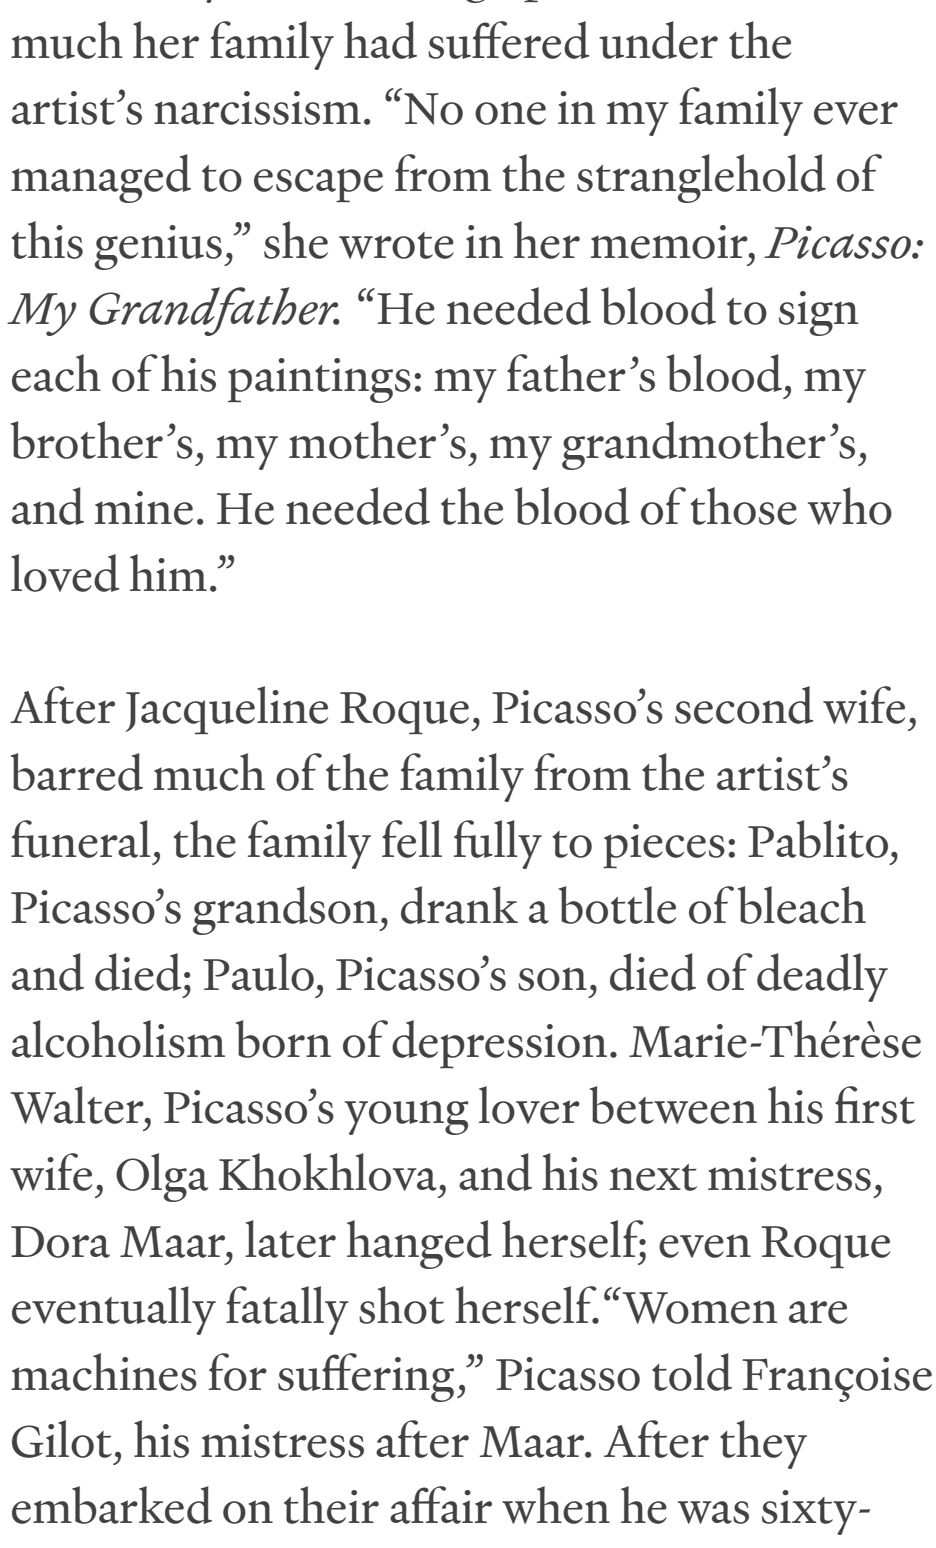 much her family had suffered under the
artist’s narcissism. “No one in my family ever
managed to escape from the stranglehold of
this genius,” she wrote in her memoir, Picasso:
My Grandfather. “He needed blood to sign
each of his paintings: my father’s blood, my
brother’s, my mother’s, my grandmother’s,
and mine. He needed the blood of those who
loved him.”
After Jacqueline Roque, Picasso’s second wife,
barred much of the family from the artist’s
funeral, the family fell fully to pieces: Pablito,
Picasso’s grandson, drank a bottle of bleach
and died; Paulo, Picasso’s son, died of deadly
alcoholism born of depression. Marie-Thérèse
Walter, Picasso’s young lover between his first
wife, Olga Khokhlova, and his next mistress,
Dora Maar, later hanged herself; even Roque
eventually fatally shot herself.“Women are
machines for suffering,” Picasso told Françoise
Gilot, his mistress after Maar. After they
embarked on their affair when he was sixty-